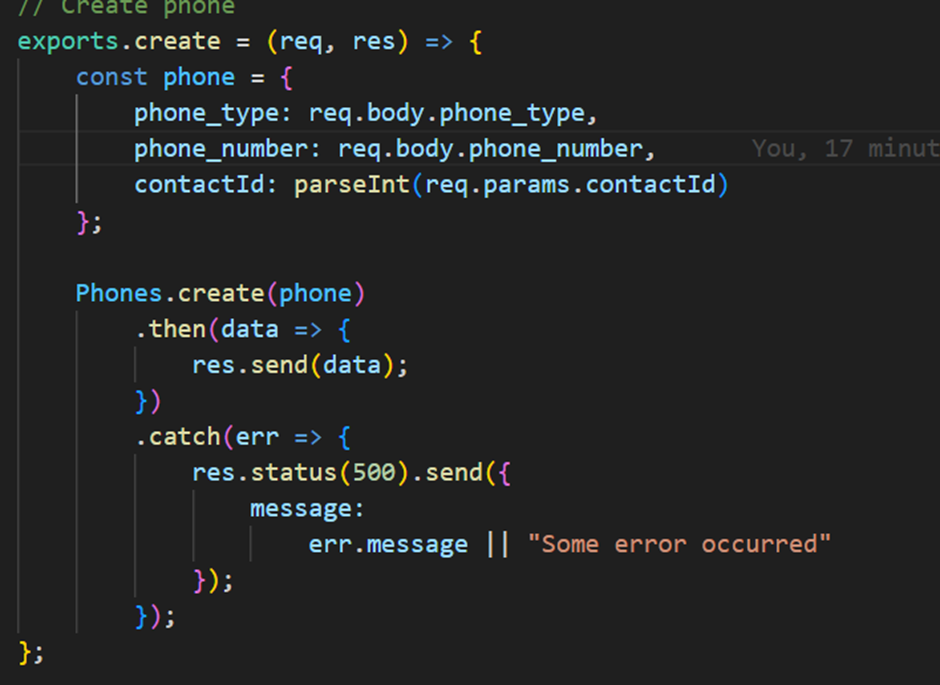 // Create phone
exports.create = (req, res) => {
const phone = {
phone_type: req.body.phone_type,
phone_number: req.body.phone_number, You, 17 minut
contactId: parseInt(req.params.contactId)
};
Phones.create(phone)
.then(data => {
res.send(data);
})
.catch(err => {
res.status(500).send({
message:
err.message || "Some error occurred"
});
});
};